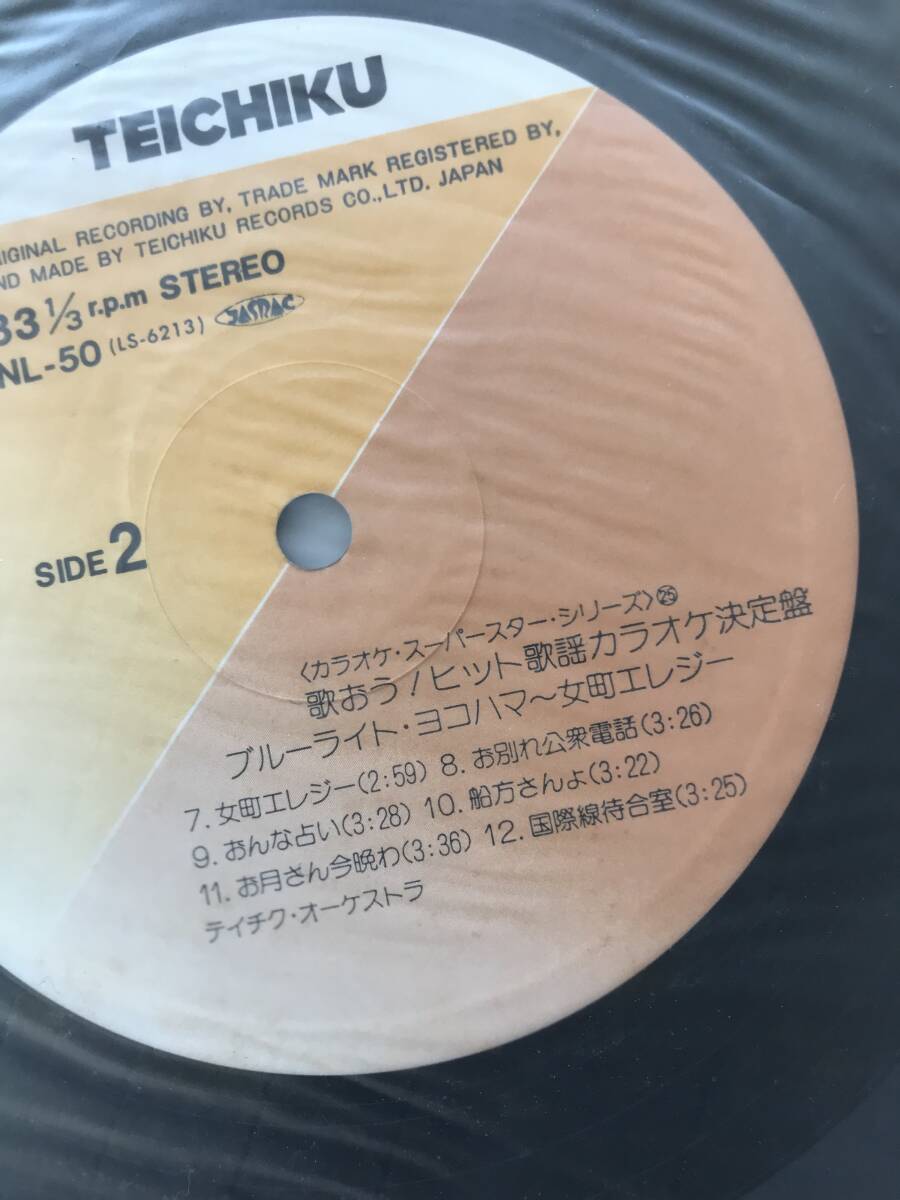 TEICHIKU
RIGINAL RECORDING BY, TRADE MARK REGISTERED BY,
ND MADE BY TEICHIKU RECORDS CO.,LTD. JAPAN
33 1/3 r.p.m STEREO
NL-50 (LS-6213) JASRAC
SIDE 2
〈カラオケ・スーパースター・シリーズ〉㉕
歌おう!ヒット歌謡カラオケ決定盤
ブルーライト・ヨコハマ〜女町エレジー
7. 女町エレジー(2:59) 8. お別れ公衆電話(3:26)
9. おんな占い(3:28) 10. 船方さんよ(3:22)
11. お月さん今晩わ(3:36) 12. 国際線待合室(3:25)
テイチク・オーケストラ